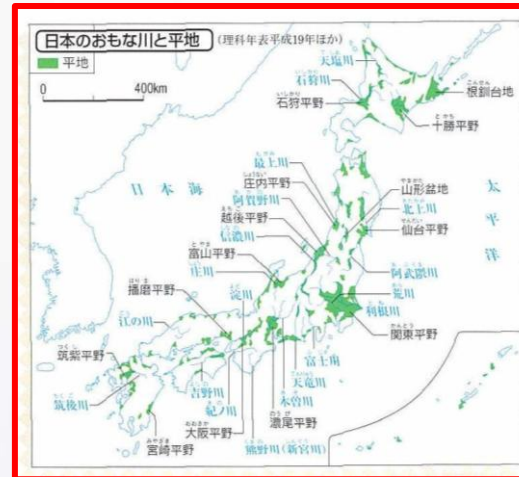 日本のおもな川と平地 (理科年表平成19年ほか)
平地
0 400km
天塩川
石狩川
石狩平野
根釧台地
十勝平野
最上川
庄内平野
阿賀野川
越後平野
信濃川
富山平野
庄川
播磨平野
淀川
江の川
筑紫平野
筑後川
宮崎平野
吉野川
紀ノ川
大阪平野
熊野川(新宮川)
濃尾平野
木曽川
天竜川
富士川
関東平野
利根川
荒川
阿武隈川
仙台平野
北上川
山形盆地
日本海
太平洋